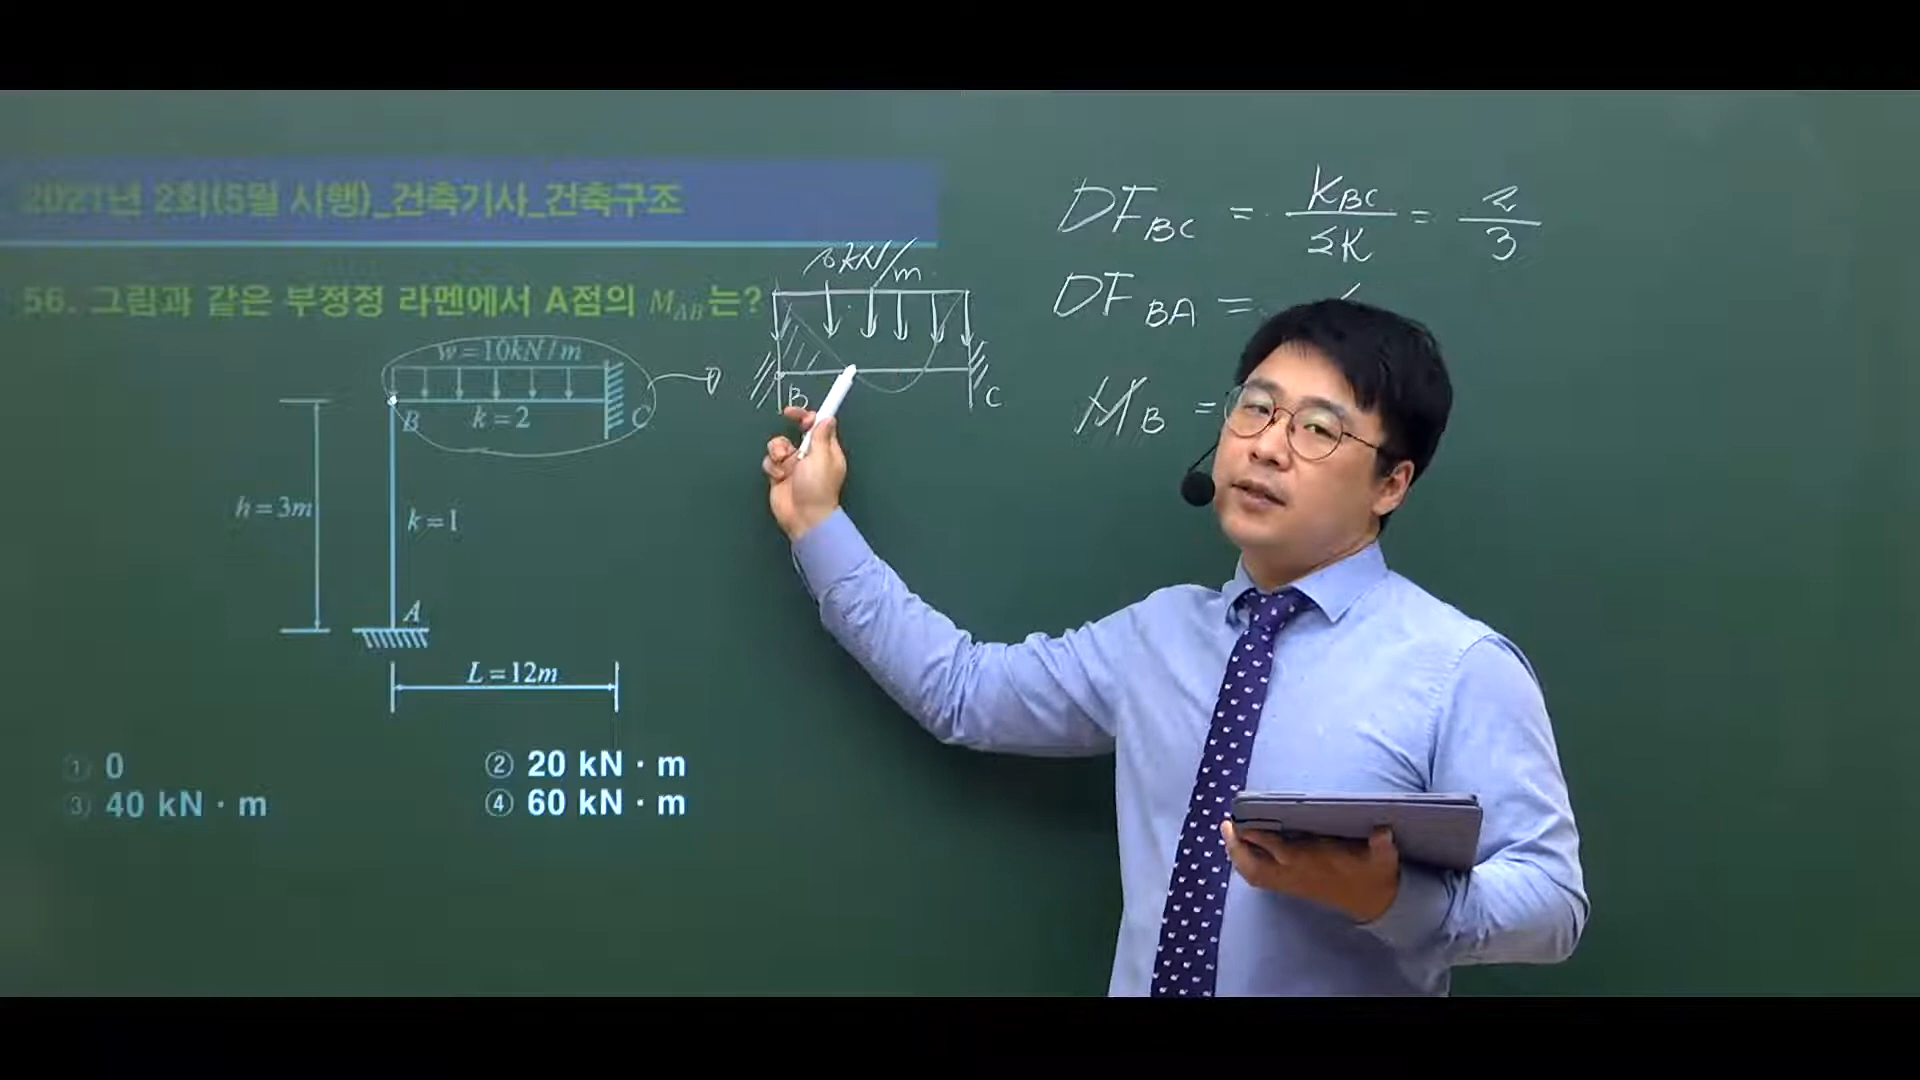 2021년 2회(5월 시행)_건축기사_건축구조
56. 그림과 같은 부정정 라멘에서 A점의 M_AB는?
w=10kN/m
B
k=2
C
h=3m
k=1
A
L=12m
① 0
② 20 kN·m
③ 40 kN·m
④ 60 kN·m
10kN/m
B
C
DF_BC = K_BC/ΣK = 2/3
DF_BA =
M_B =